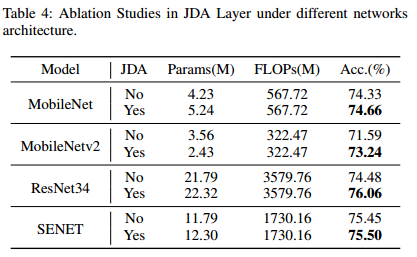 Table 4: Ablation Studies in JDA Layer under different networks
architecture.
Model JDA Params(M) FLOPs(M) Acc.(%)
MobileNet No 4.23 567.72 74.33
Yes 5.24 567.72 74.66
MobileNetv2 No 3.56 322.47 71.59
Yes 2.43 322.47 73.24
ResNet34 No 21.79 3579.76 74.48
Yes 22.32 3579.76 76.06
SENET No 11.79 1730.16 75.45
Yes 12.30 1730.16 75.50